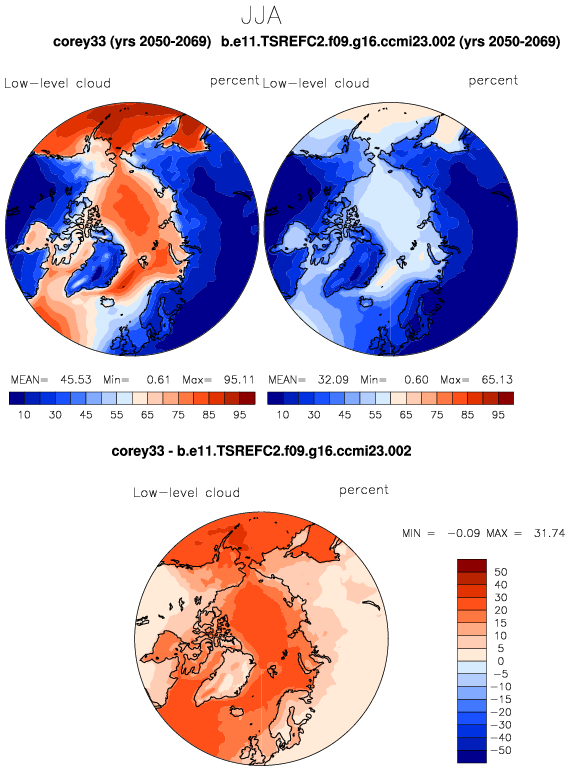 JJA
corey33 (yrs 2050-2069) b.e11.TSREFC2.f09.g16.ccmi23.002 (yrs 2050-2069)
Low-level cloud percent Low-level cloud percent
MEAN= 45.53 Min= 0.61 Max= 95.11 MEAN= 32.09 Min= 0.60 Max= 65.13
10 30 45 55 65 75 85 95 10 30 45 55 65 75 85 95
corey33 - b.e11.TSREFC2.f09.g16.ccmi23.002
Low-level cloud percent
MIN = -0.09 MAX = 31.74
50
40
30
20
15
10
5
0
-5
-10
-15
-20
-30
-40
-50